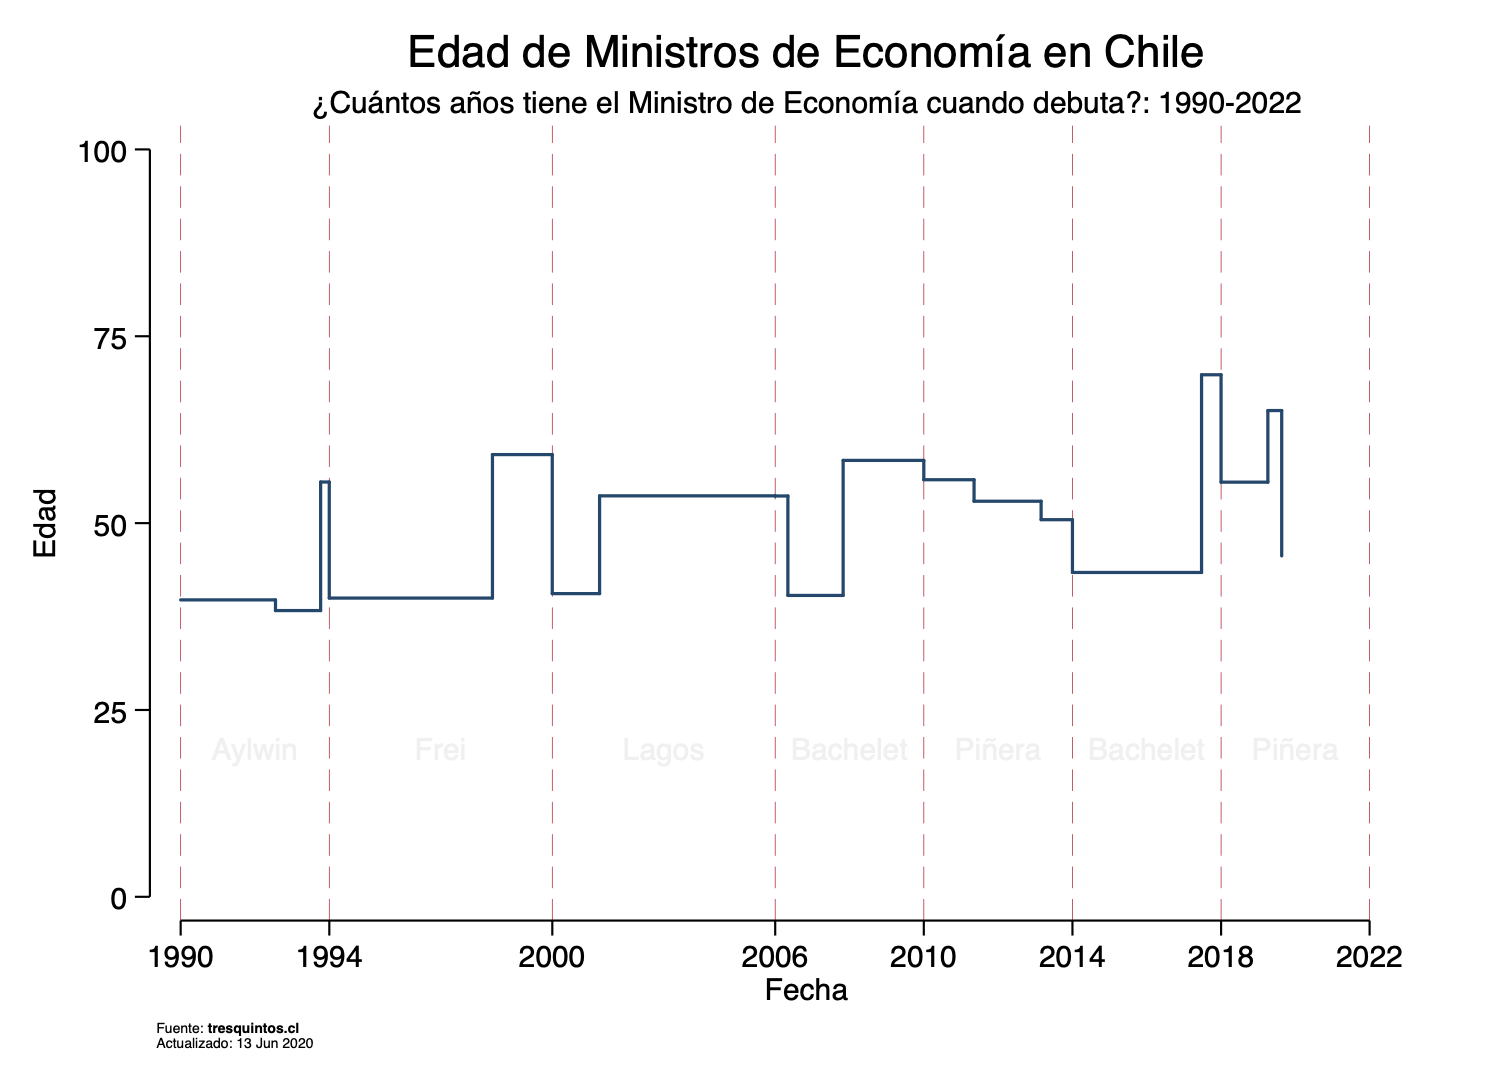 Edad de Ministros de Economía en Chile
¿Cuántos años tiene el Ministro de Economía cuando debuta?: 1990-2022
100
75
50
25
0
Edad
Aylwin Frei Lagos Bachelet Piñera Bachelet Piñera
1990 1994 2000 2006 2010 2014 2018 2022
Fecha
Fuente: tresquintos.cl
Actualizado: 13 Jun 2020